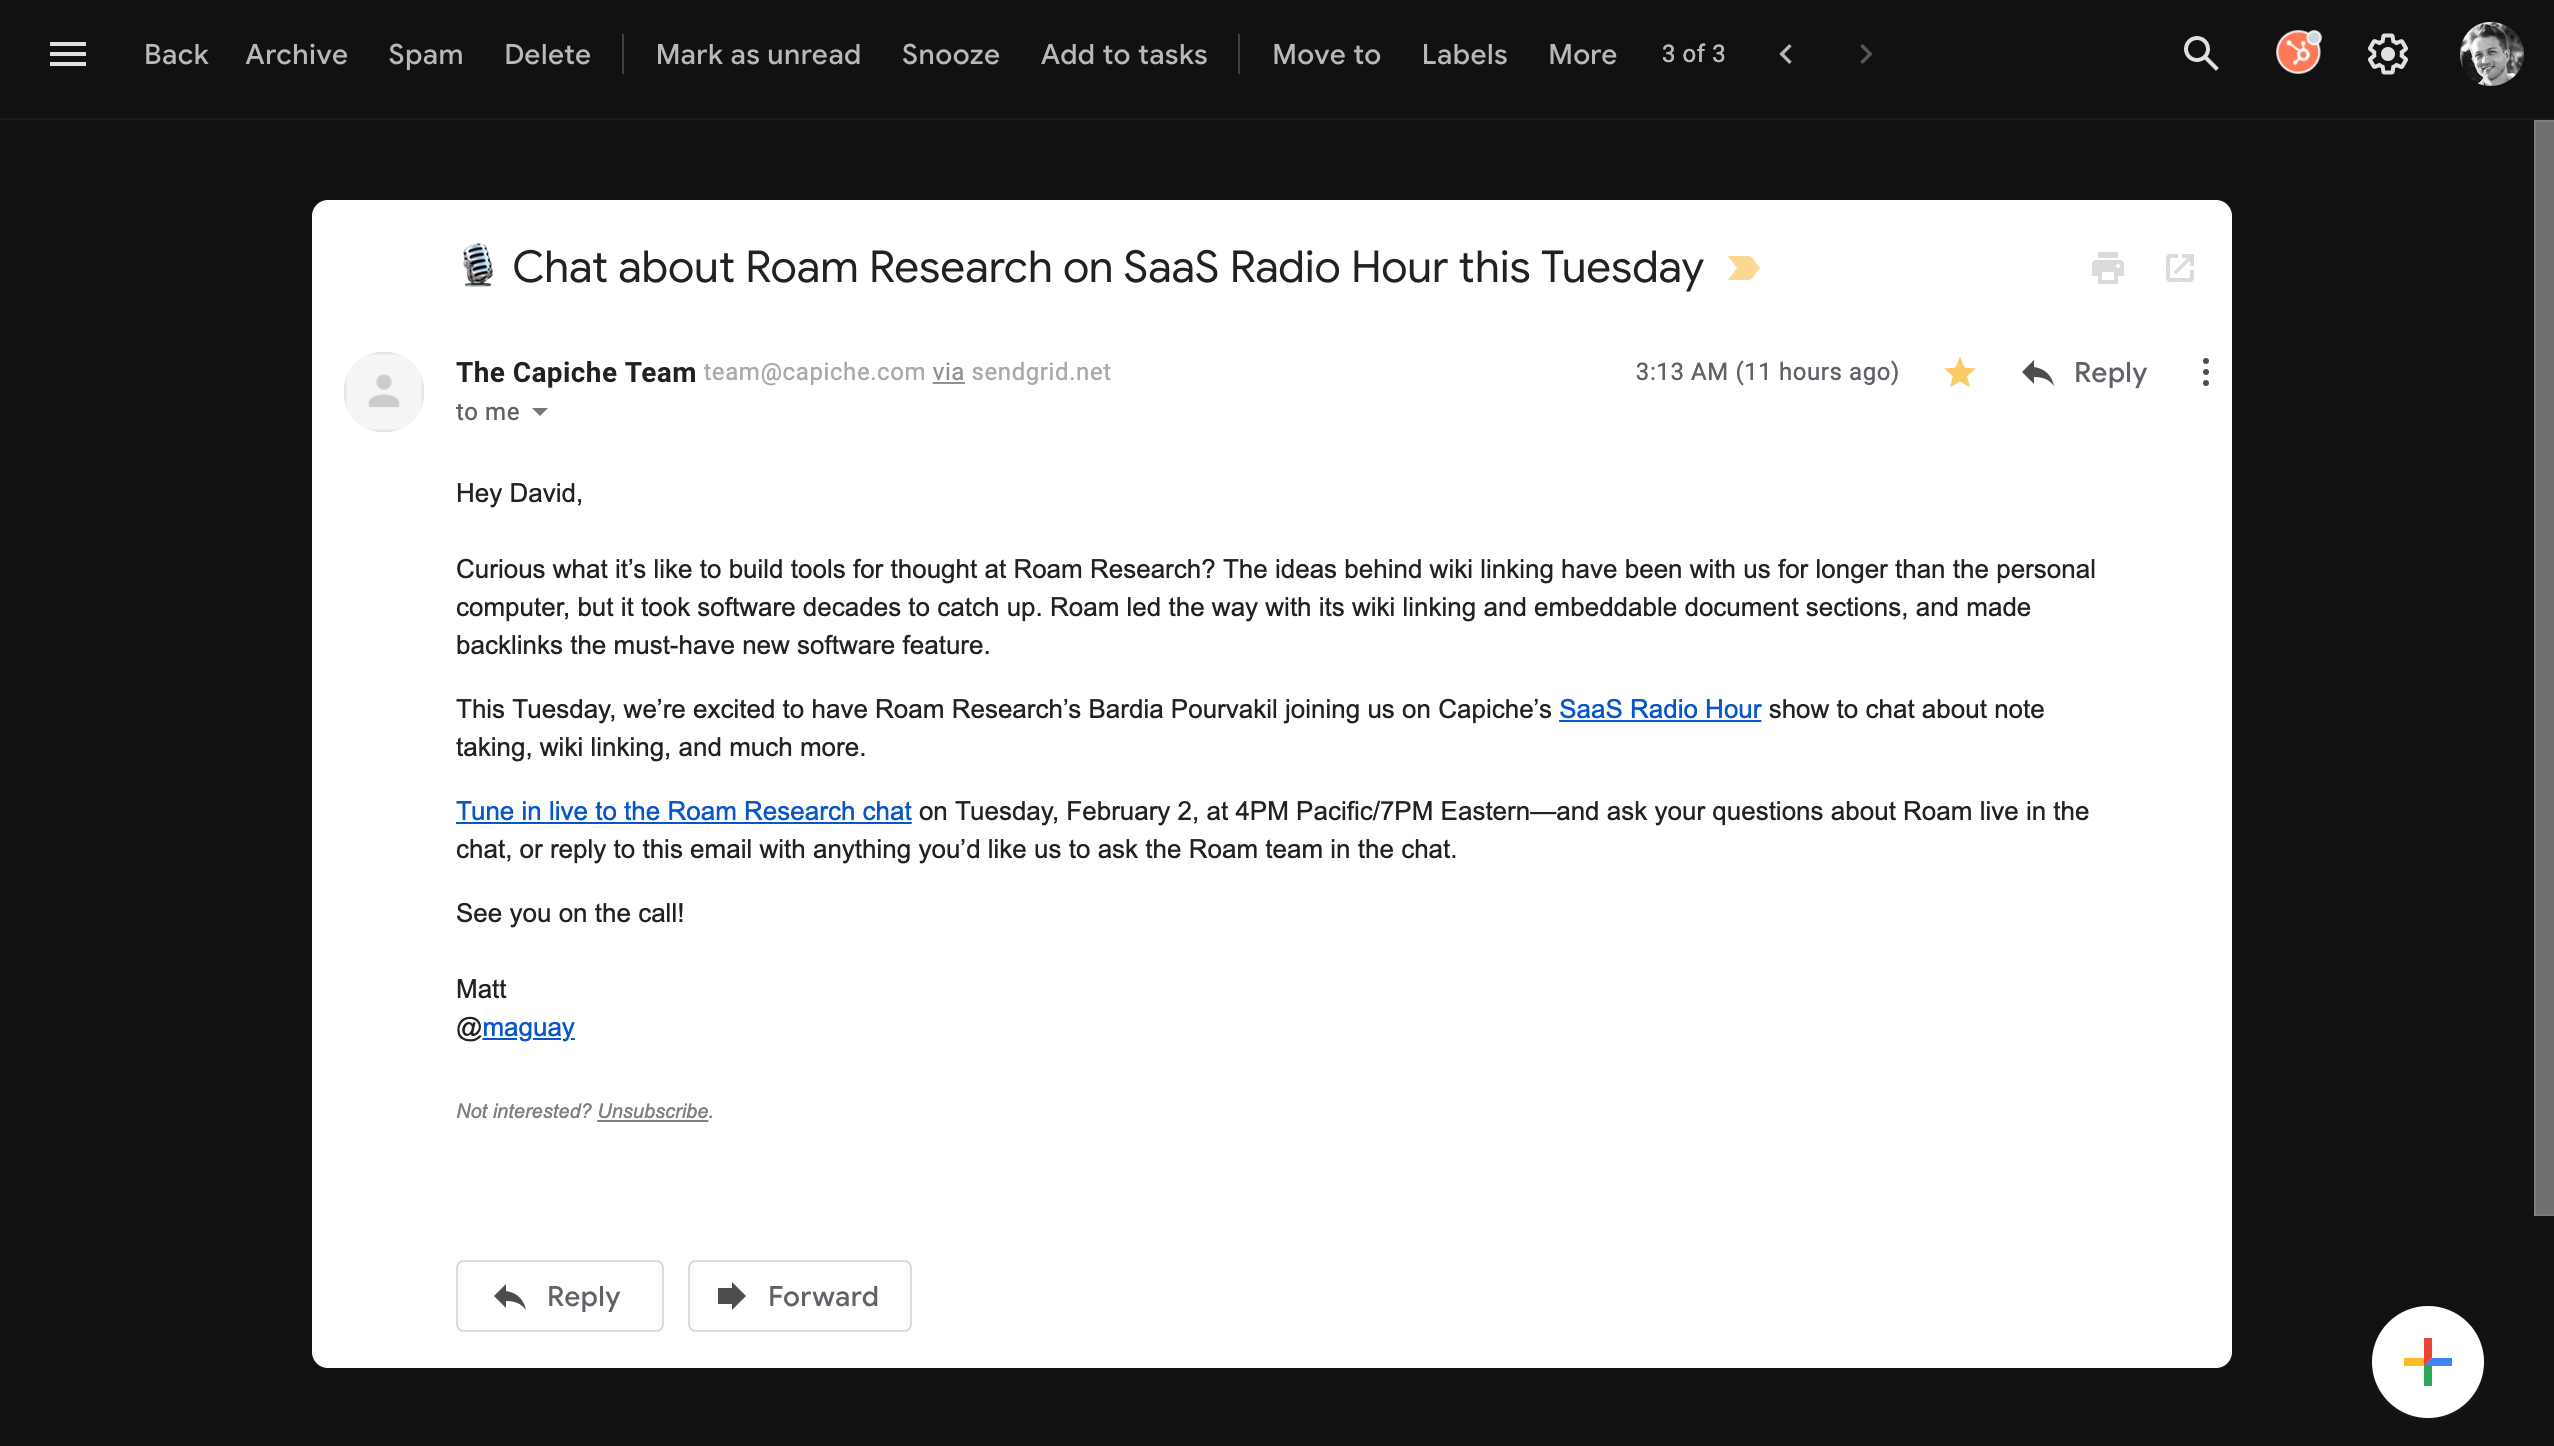 Back Archive Spam Delete Mark as unread Snooze Add to tasks Move to Labels More 3 of 3
Chat about Roam Research on SaaS Radio Hour this Tuesday
The Capiche Team team@capiche.com via sendgrid.net 3:13 AM (11 hours ago) Reply
to me
Hey David,
Curious what it’s like to build tools for thought at Roam Research? The ideas behind wiki linking have been with us for longer than the personal
computer, but it took software decades to catch up. Roam led the way with its wiki linking and embeddable document sections, and made
backlinks the must-have new software feature.
This Tuesday, we’re excited to have Roam Research’s Bardia Pourvakil joining us on Capiche’s SaaS Radio Hour show to chat about note
taking, wiki linking, and much more.
Tune in live to the Roam Research chat on Tuesday, February 2, at 4PM Pacific/7PM Eastern—and ask your questions about Roam live in the
chat, or reply to this email with anything you’d like us to ask the Roam team in the chat.
See you on the call!
Matt
@maguay
Not interested? Unsubscribe.
Reply Forward